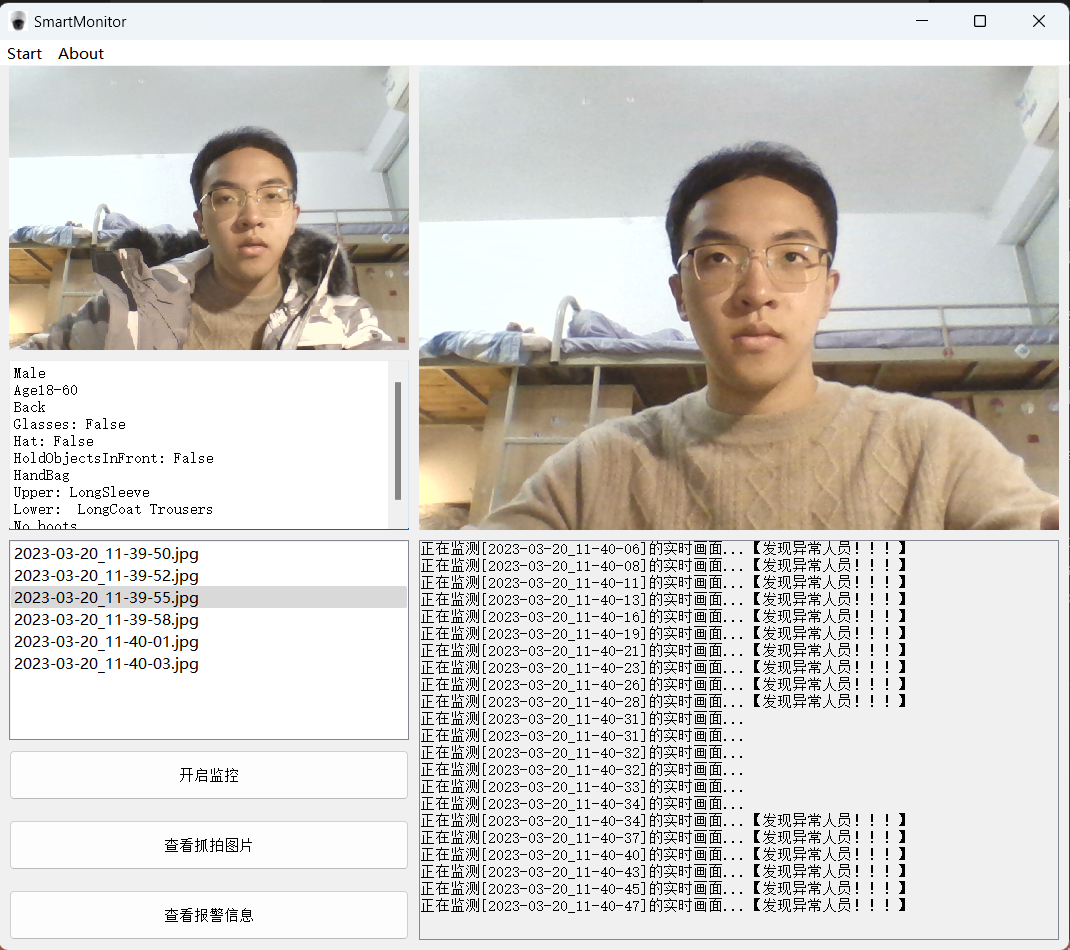 SmartMonitor
Start About
Male
Age18-60
Back
Glasses: False
Hat: False
HoldObjectsInFront: False
HandBag
Upper: LongSleeve
Lower:  LongCoat Trousers
No boots
2023-03-20_11-39-50.jpg
2023-03-20_11-39-52.jpg
2023-03-20_11-39-55.jpg
2023-03-20_11-39-58.jpg
2023-03-20_11-40-01.jpg
2023-03-20_11-40-03.jpg
开启监控
查看抓拍图片
查看报警信息
正在监测[2023-03-20_11-40-06]的实时画面...【发现异常人员！！！】
正在监测[2023-03-20_11-40-08]的实时画面...【发现异常人员！！！】
正在监测[2023-03-20_11-40-11]的实时画面...【发现异常人员！！！】
正在监测[2023-03-20_11-40-13]的实时画面...【发现异常人员！！！】
正在监测[2023-03-20_11-40-16]的实时画面...【发现异常人员！！！】
正在监测[2023-03-20_11-40-19]的实时画面...【发现异常人员！！！】
正在监测[2023-03-20_11-40-21]的实时画面...【发现异常人员！！！】
正在监测[2023-03-20_11-40-23]的实时画面...【发现异常人员！！！】
正在监测[2023-03-20_11-40-26]的实时画面...【发现异常人员！！！】
正在监测[2023-03-20_11-40-28]的实时画面...【发现异常人员！！！】
正在监测[2023-03-20_11-40-31]的实时画面...
正在监测[2023-03-20_11-40-31]的实时画面...
正在监测[2023-03-20_11-40-32]的实时画面...
正在监测[2023-03-20_11-40-32]的实时画面...
正在监测[2023-03-20_11-40-33]的实时画面...
正在监测[2023-03-20_11-40-34]的实时画面...
正在监测[2023-03-20_11-40-34]的实时画面...【发现异常人员！！！】
正在监测[2023-03-20_11-40-37]的实时画面...【发现异常人员！！！】
正在监测[2023-03-20_11-40-40]的实时画面...【发现异常人员！！！】
正在监测[2023-03-20_11-40-43]的实时画面...【发现异常人员！！！】
正在监测[2023-03-20_11-40-45]的实时画面...【发现异常人员！！！】
正在监测[2023-03-20_11-40-47]的实时画面...【发现异常人员！！！】